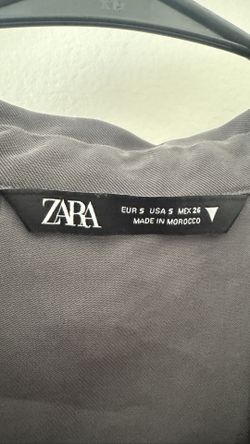 ZARA
EUR S USA S MEX 26
MADE IN MOROCCO